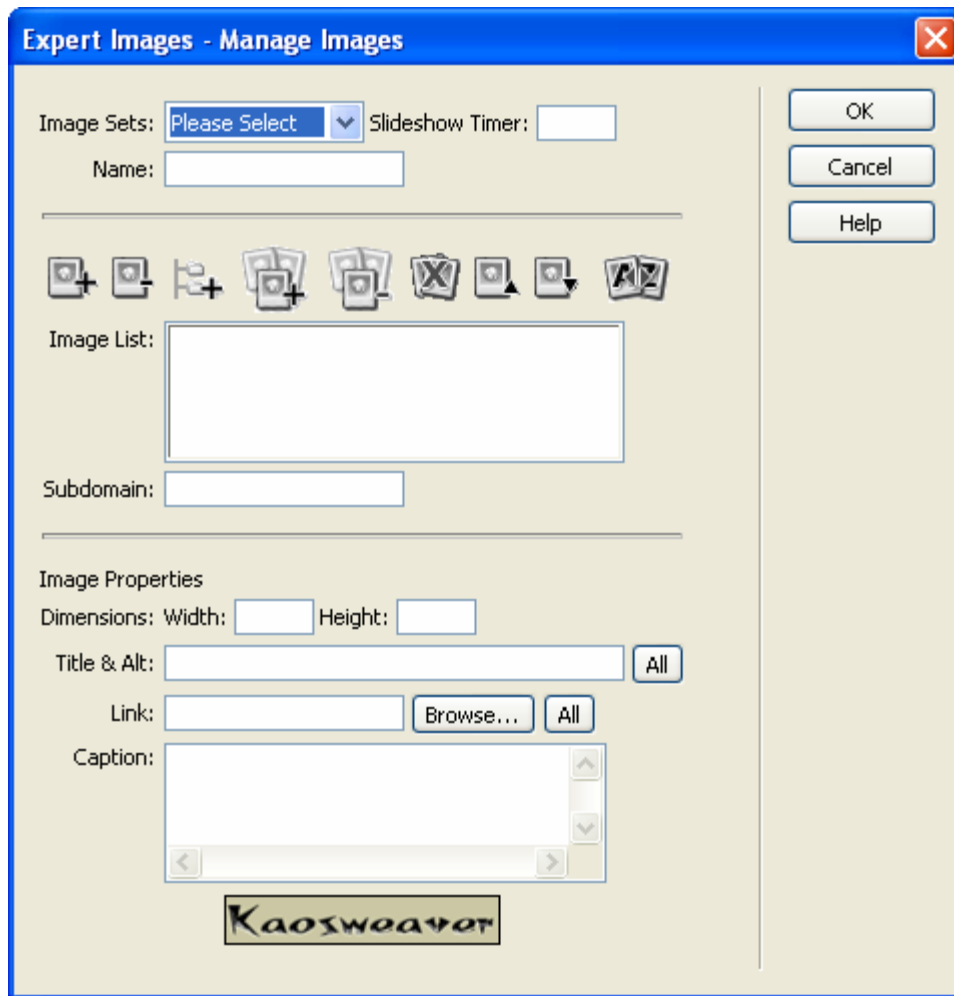 Expert Images - Manage Images
Image Sets: Please Select Slideshow Timer: OK
Name: Cancel
Help
X AZ
Image List:
Subdomain:
Image Properties
Dimensions: Width: Height:
Title & Alt: All
Link: Browse... All
Caption:
Kaosweaver